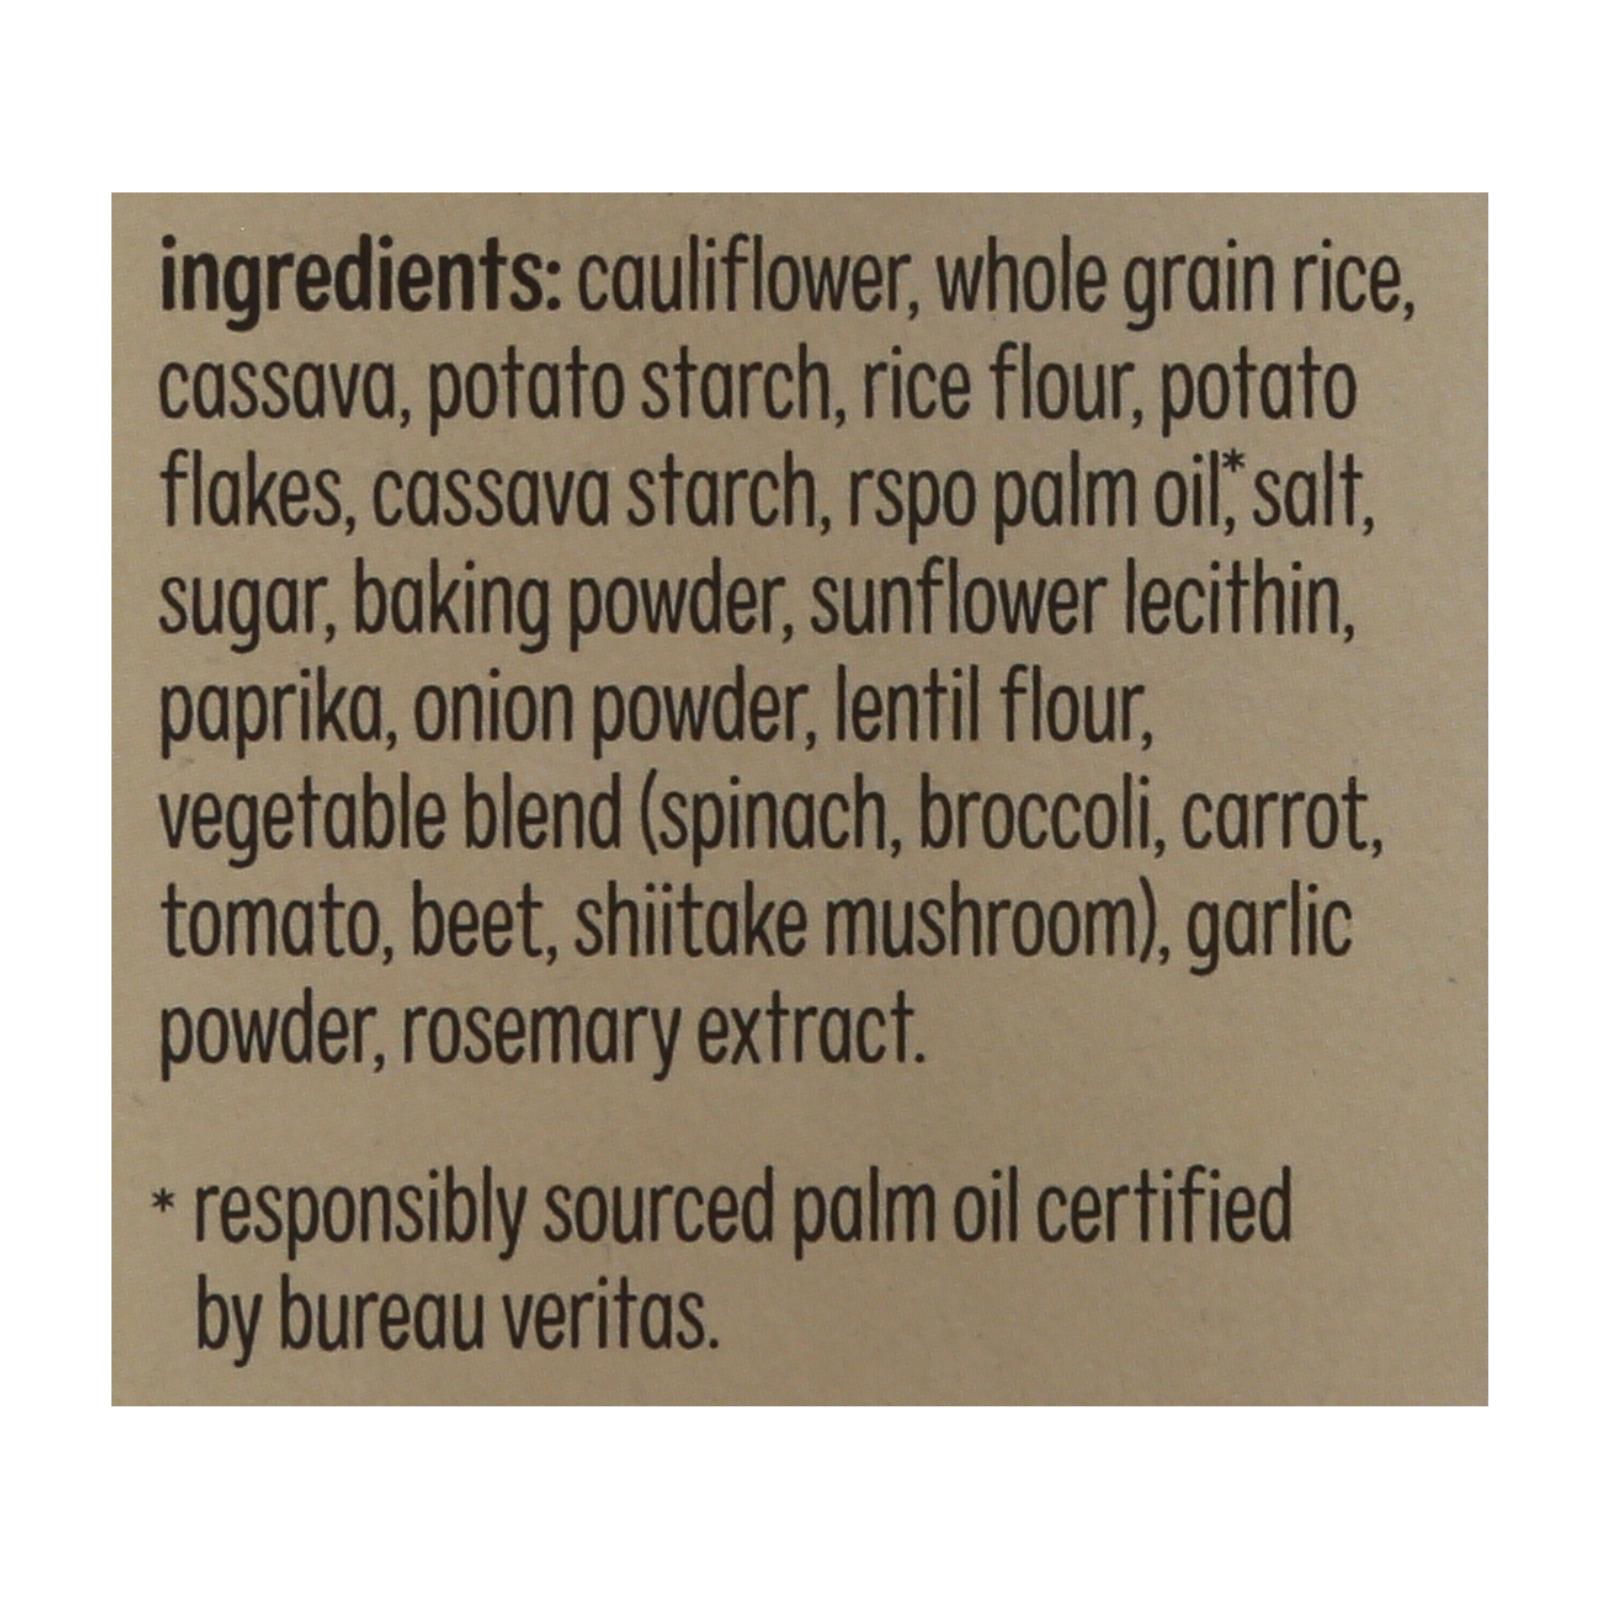 ingredients: cauliflower, whole grain rice,
cassava, potato starch, rice flour, potato
flakes, cassava starch, rspo palm oil,* salt,
sugar, baking powder, sunflower lecithin,
paprika, onion powder, lentil flour,
vegetable blend (spinach, broccoli, carrot,
tomato, beet, shiitake mushroom), garlic
powder, rosemary extract.
* responsibly sourced palm oil certified
by bureau veritas.